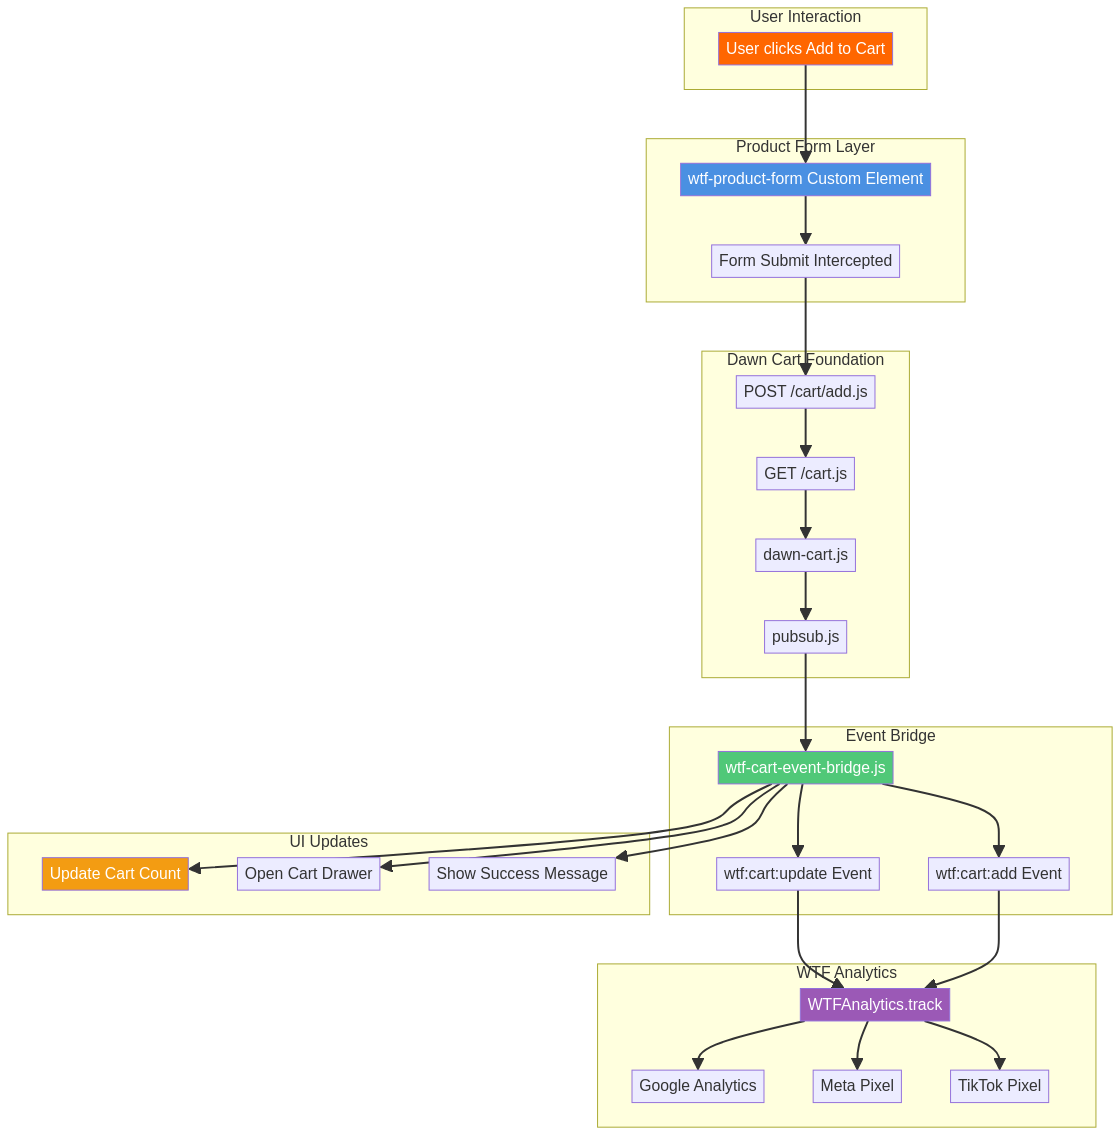 User Interaction
User clicks Add to Cart
Product Form Layer
wtf-product-form Custom Element
Form Submit Intercepted
Dawn Cart Foundation
POST /cart/add.js
GET /cart.js
dawn-cart.js
pubsub.js
Event Bridge
wtf-cart-event-bridge.js
UI Updates
Update Cart Count
Open Cart Drawer
Show Success Message
wtf:cart:update Event
wtf:cart:add Event
WTF Analytics
WTFAnalytics.track
Google Analytics
Meta Pixel
TikTok Pixel